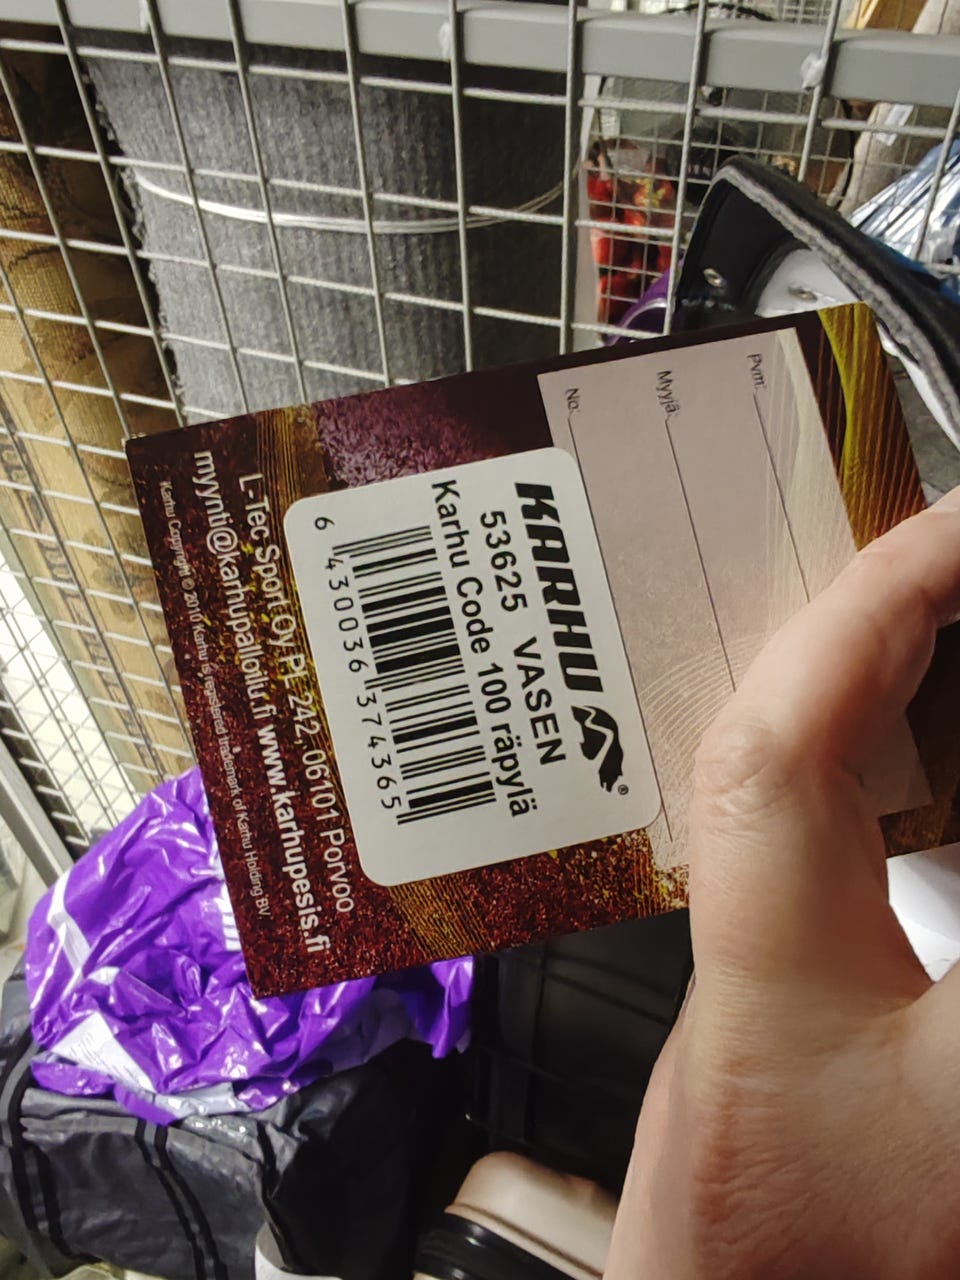 Pvm:
Myyjä:
No:
KARHU ®
53625 VASEN
Karhu Code 100 räpylä
6 430036 374365
L-Tec Sport Oy, PL 242, 06101 Porvoo
myynti@karhupalloilu.fi www.karhupesis.fi
Karhu Copyright © 2010 Karhu is registered trademark of Karhu Holding BV.